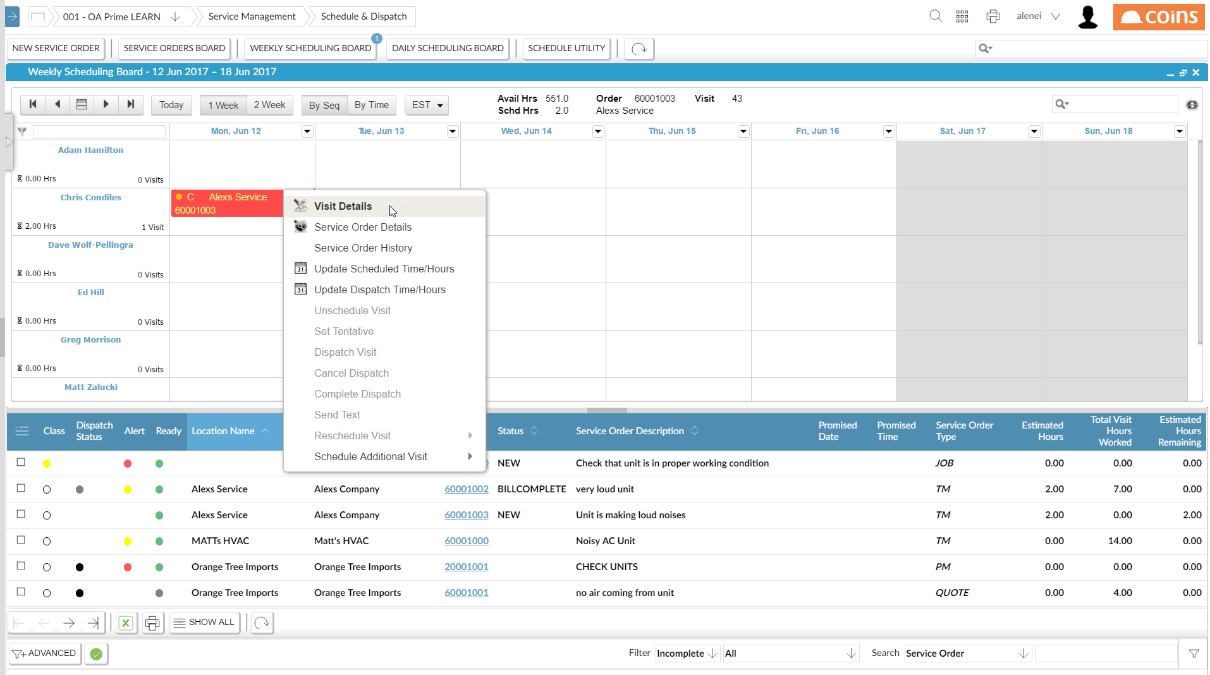 001 - OA Prime LEARN Service Management Schedule & Dispatch alenei coins
NEW SERVICE ORDER SERVICE ORDERS BOARD WEEKLY SCHEDULING BOARD 1 DAILY SCHEDULING BOARD SCHEDULE UTILITY
Weekly Scheduling Board - 12 Jun 2017 – 18 Jun 2017
Today 1 Week 2 Week By Seq By Time EST
Avail Hrs 551.0 Order 60001003 Visit 43
Schd Hrs 2.0 Alexs Service
Mon, Jun 12 Tue, Jun 13 Wed, Jun 14 Thu, Jun 15 Fri, Jun 16 Sat, Jun 17 Sun, Jun 18
Adam Hamilton
0.00 Hrs 0 Visits
Chris Condiles
2.00 Hrs 1 Visit
C Alexs Service
60001003
Dave Wolf-Pellingra
0.00 Hrs 0 Visits
Ed Hill
0.00 Hrs 0 Visits
Greg Morrison
0.00 Hrs 0 Visits
Matt Zalucki
Visit Details
Service Order Details
Service Order History
31 Update Scheduled Time/Hours
31 Update Dispatch Time/Hours
Unschedule Visit
Set Tentative
Dispatch Visit
Cancel Dispatch
Complete Dispatch
Send Text
Reschedule Visit
Schedule Additional Visit
Class Dispatch Status Alert Ready Location Name Status Service Order Description Promised Date Promised Time Service Order Type Estimated Hours Total Visit Hours Worked Estimated Hours Remaining
NEW Check that unit is in proper working condition JOB 0.00 0.00 0.00
Alexs Service Alexs Company 60001002 BILLCOMPLETE very loud unit TM 2.00 7.00 0.00
Alexs Service Alexs Company 60001003 NEW Unit is making loud noises TM 2.00 0.00 2.00
MATTs HVAC Matt's HVAC 60001000 Noisy AC Unit TM 0.00 14.00 0.00
Orange Tree Imports Orange Tree Imports 20001001 CHECK UNITS PM 0.00 0.00 0.00
Orange Tree Imports Orange Tree Imports 60001001 no air coming from unit QUOTE 0.00 4.00 0.00
SHOW ALL
ADVANCED Filter Incomplete All Search Service Order